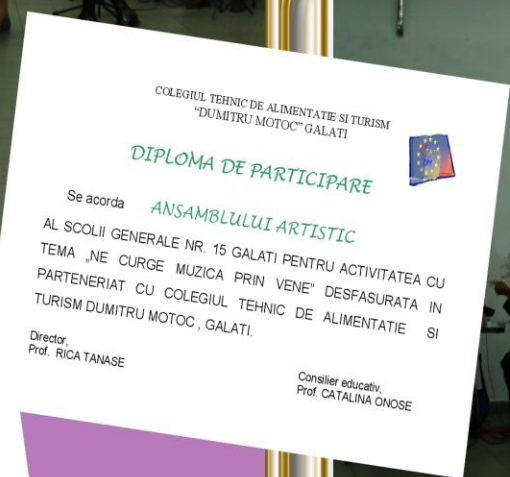 COLEGIUL TEHNIC DE ALIMENTATIE SI TURISM
"DUMITRU MOTOC" GALATI
DIPLOMA DE PARTICIPARE
Se acorda ANSAMBLULUI ARTISTIC
AL SCOLII GENERALE NR. 15 GALATI PENTRU ACTIVITATEA CU
TEMA „NE CURGE MUZICA PRIN VENE" DESFASURATA IN
PARTENERIAT CU COLEGIUL TEHNIC DE ALIMENTATIE SI
TURISM DUMITRU MOTOC , GALATI.
Director,
Prof. RICA TANASE
Consilier educativ,
Prof. CATALINA ONOSE